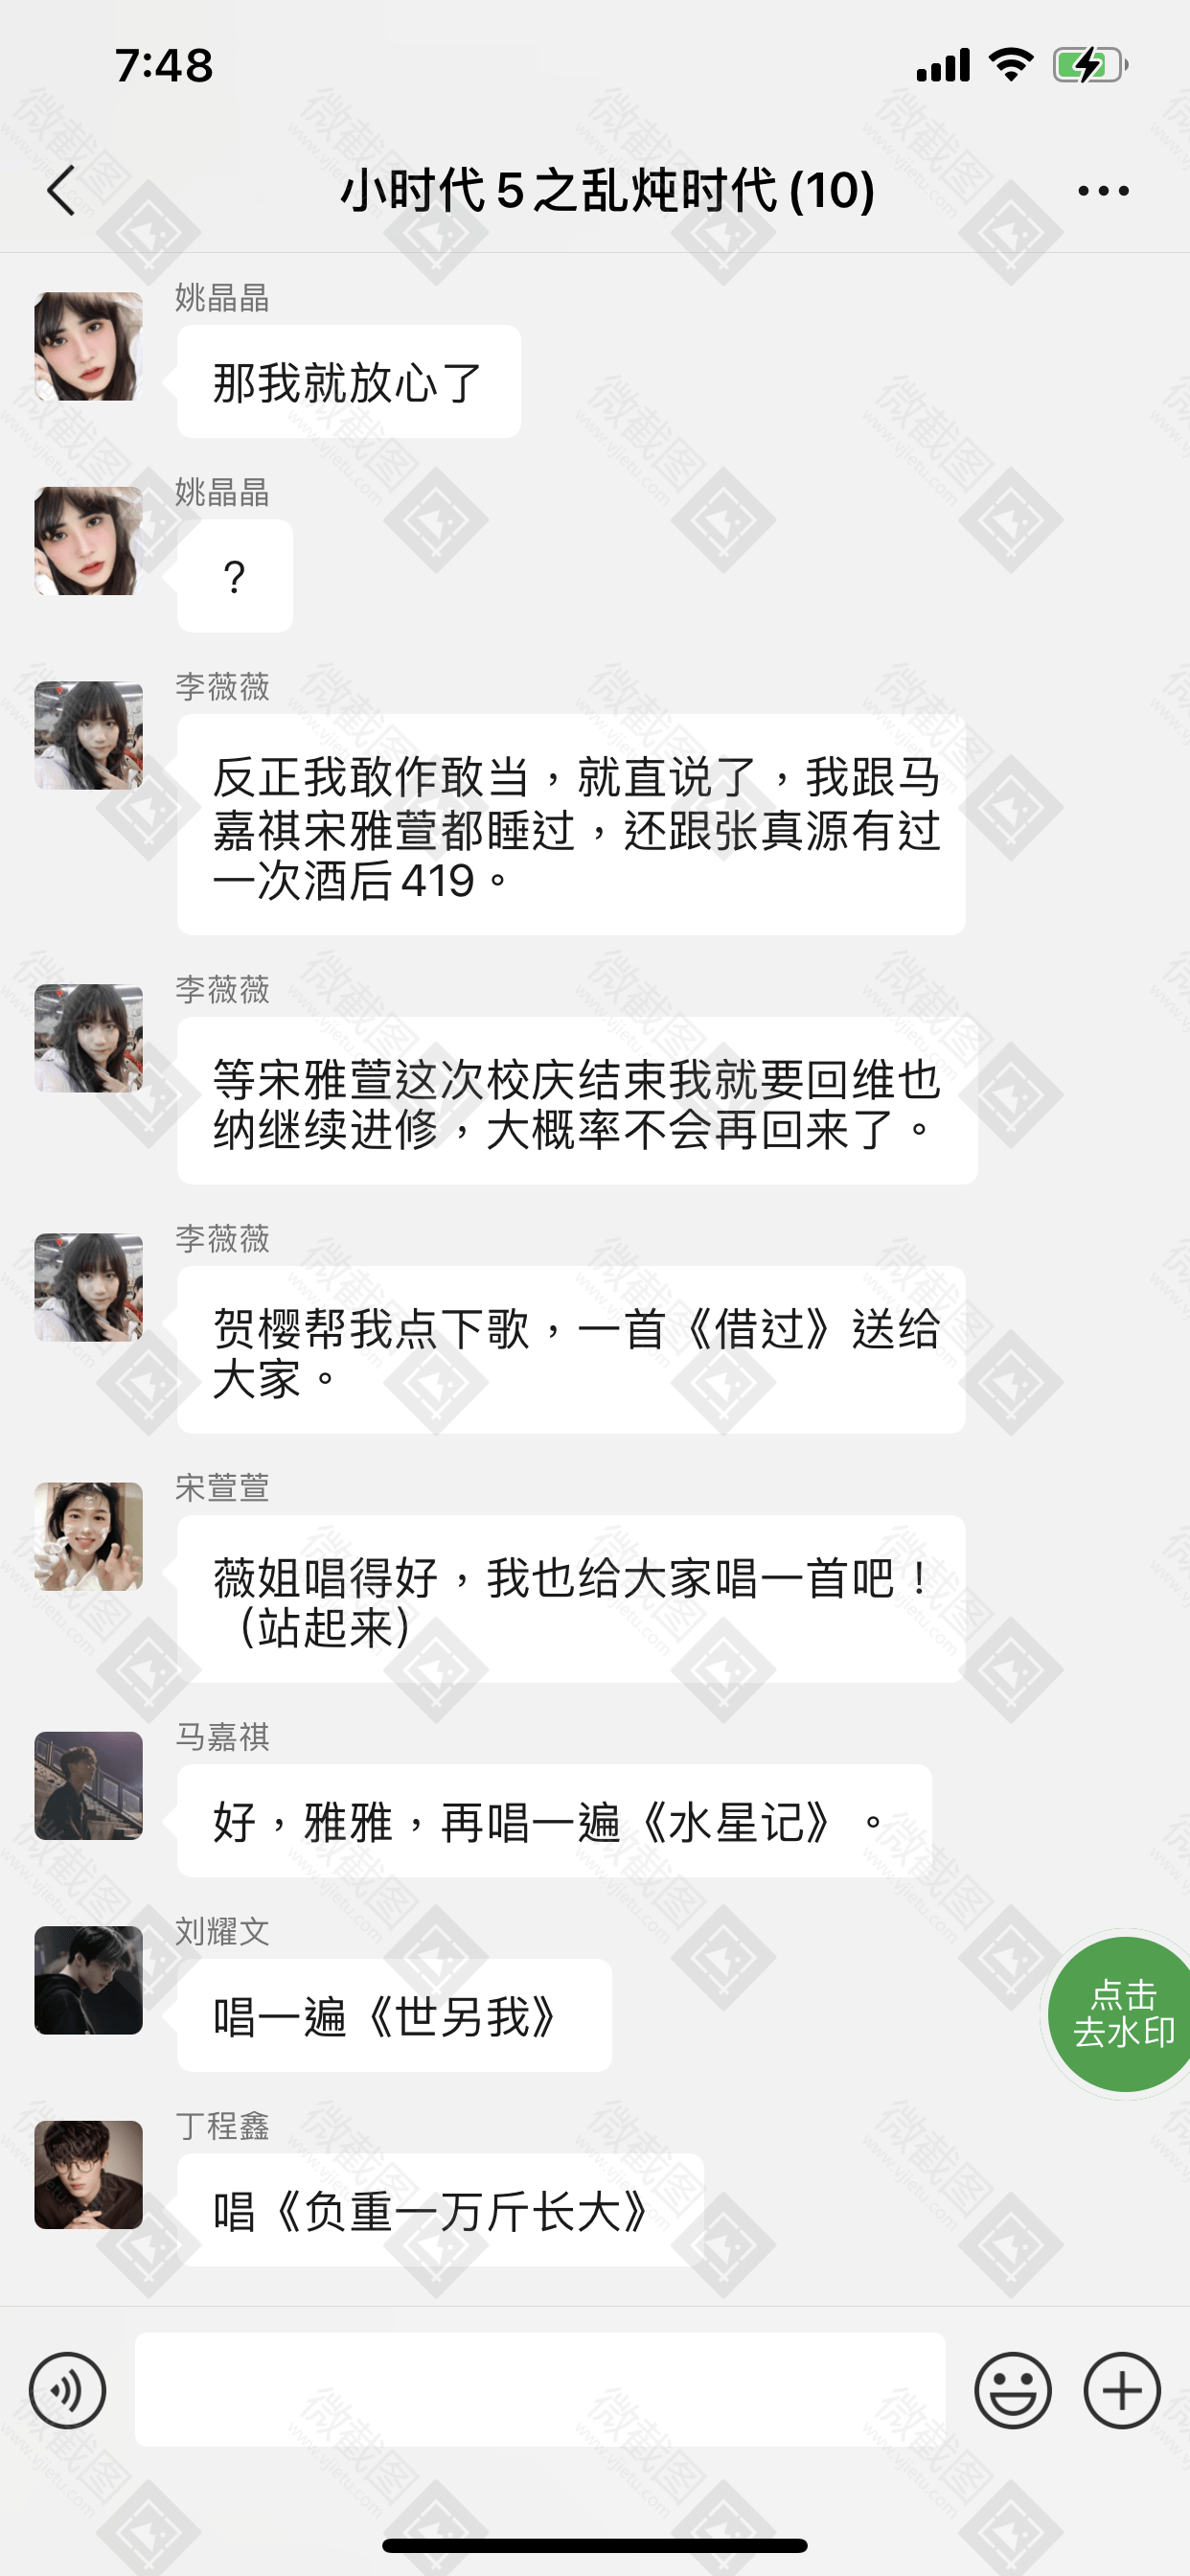 7:48
小时代5之乱炖时代(10)
姚晶晶
那我就放心了
姚晶晶
?
李薇薇
反正我敢作敢当，就直说了，我跟马
嘉祺宋雅萱都睡过，还跟张真源有过
一次酒后419。
李薇薇
等宋雅萱这次校庆结束我就要回维也
纳继续进修，大概率不会再回来了。
李薇薇
贺樱帮我点下歌，一首《借过》送给
大家。
宋萱萱
薇姐唱得好，我也给大家唱一首吧！
（站起来）
马嘉祺
好，雅雅，再唱一遍《水星记》。
刘耀文
唱一遍《世另我》
点击
去水印
丁程鑫
唱《负重一万斤长大》
微截图
www.vjietu.com